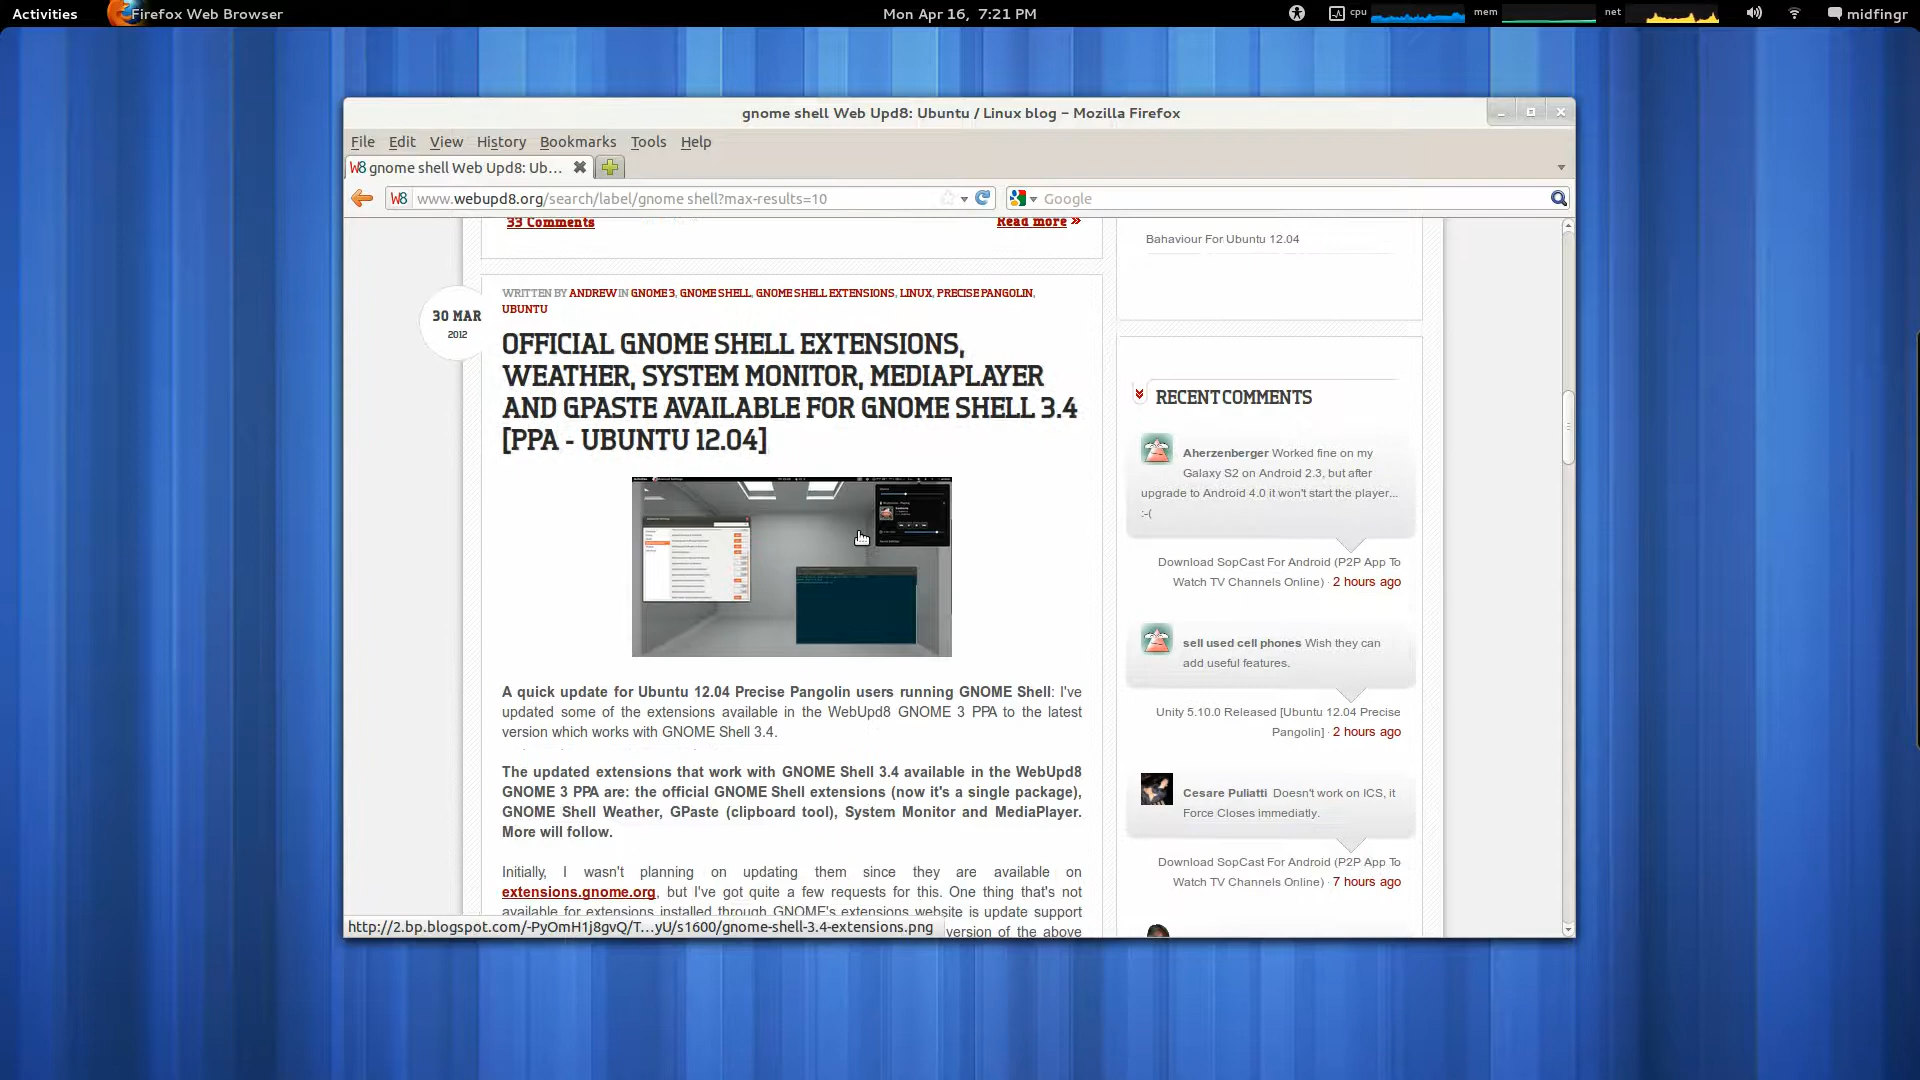 Activities
Firefox Web Browser
Mon Apr 16, 7:21 PM
cpu
mem
net
midfingr
gnome shell Web Upd8: Ubuntu / Linux blog – Mozilla Firefox
File Edit View History Bookmarks Tools Help
W8 gnome shell Web Upd8: Ub...
W8 www.webupd8.org/search/label/gnome shell?max-results=10
Google
33 Comments
Read more »
30 MAR
2012
WRITTEN BY ANDREW IN GNOME 3, GNOME SHELL, GNOME SHELL EXTENSIONS, LINUX, PRECISE PANGOLIN,
UBUNTU
OFFICIAL GNOME SHELL EXTENSIONS,
WEATHER, SYSTEM MONITOR, MEDIAPLAYER
AND GPASTE AVAILABLE FOR GNOME SHELL 3.4
[PPA - UBUNTU 12.04]
A quick update for Ubuntu 12.04 Precise Pangolin users running GNOME Shell: I've
updated some of the extensions available in the WebUpd8 GNOME 3 PPA to the latest
version which works with GNOME Shell 3.4.
The updated extensions that work with GNOME Shell 3.4 available in the WebUpd8
GNOME 3 PPA are: the official GNOME Shell extensions (now it's a single package),
GNOME Shell Weather, GPaste (clipboard tool), System Monitor and MediaPlayer.
More will follow.
Initially, I wasn't planning on updating them since they are available on
extensions.gnome.org, but I've got quite a few requests for this. One thing that's not
available for extensions installed through GNOME's extensions website is update support
version of the above
http://2.bp.blogspot.com/-PyOmH1j8gvQ/T...yU/s1600/gnome-shell-3.4-extensions.png
Bahaviour For Ubuntu 12.04
RECENT COMMENTS
Aherzenberger Worked fine on my
Galaxy S2 on Android 2.3, but after
upgrade to Android 4.0 it won't start the player...
:-(
Download SopCast For Android (P2P App To
Watch TV Channels Online) · 2 hours ago
sell used cell phones Wish they can
add useful features.
Unity 5.10.0 Released [Ubuntu 12.04 Precise
Pangolin] · 2 hours ago
Cesare Puliatti Doesn't work on ICS, it
Force Closes immediatly.
Download SopCast For Android (P2P App To
Watch TV Channels Online) · 7 hours ago